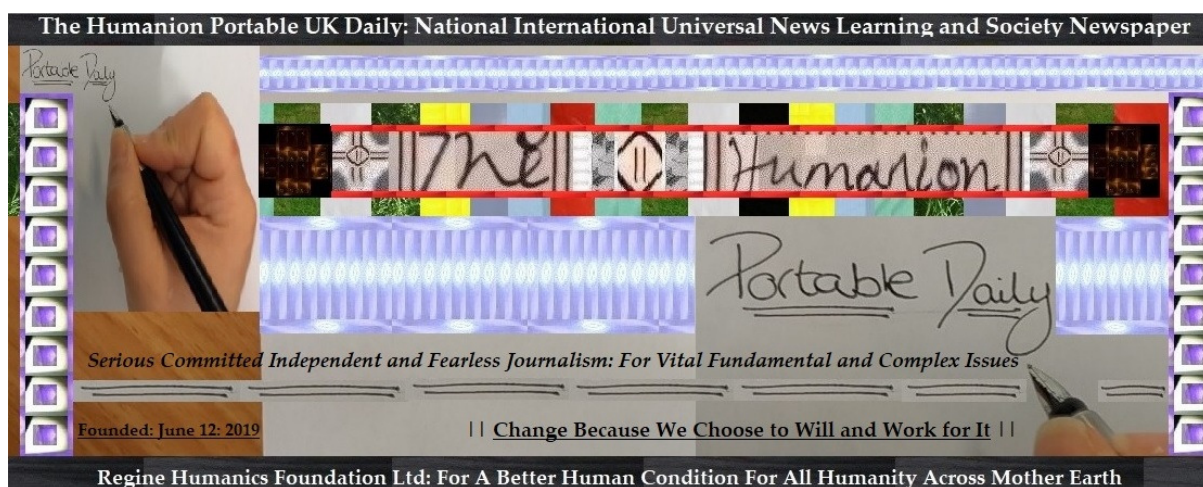 The Humanion Portable UK Daily: National International Universal News Learning and Society Newspaper
Portable Daily
The Humanion
Portable Daily
Serious Committed Independent and Fearless Journalism: For Vital Fundamental and Complex Issues
Founded: June 12: 2019
|| Change Because We Choose to Will and Work for It ||
Regine Humanics Foundation Ltd: For A Better Human Condition For All Humanity Across Mother Earth